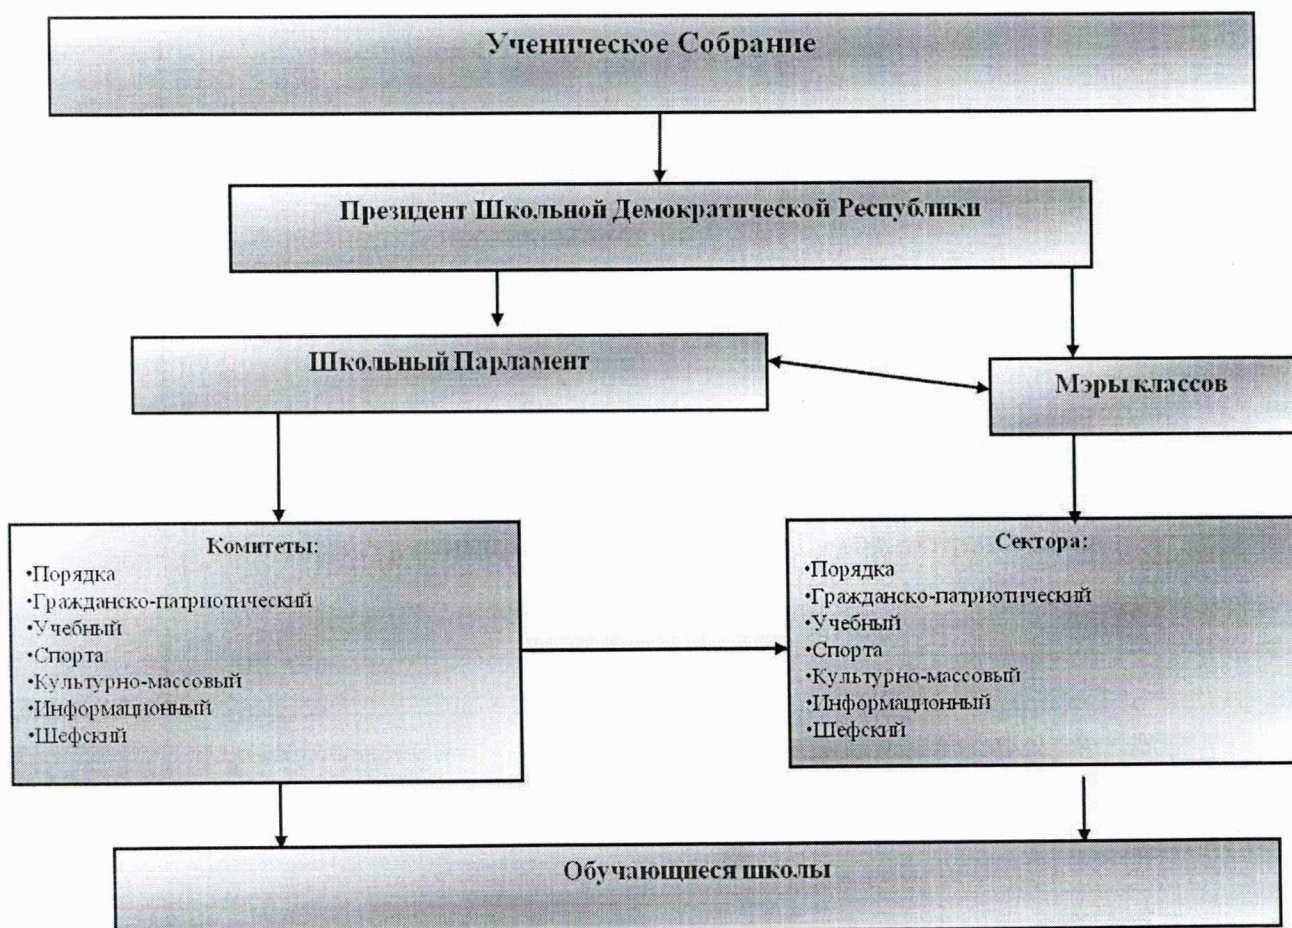 Ученическое Собрание
Президент Школьной Демократической Республики
Школьный Парламент
Мэры классов
Комитеты:
•Порядка
•Гражданско-патриотический
•Учебный
•Спорта
•Культурно-массовый
•Информационный
•Шефский
Сектора:
•Порядка
•Гражданско-патриотический
•Учебный
•Спорта
•Культурно-массовый
•Информационный
•Шефский
Обучающиеся школы